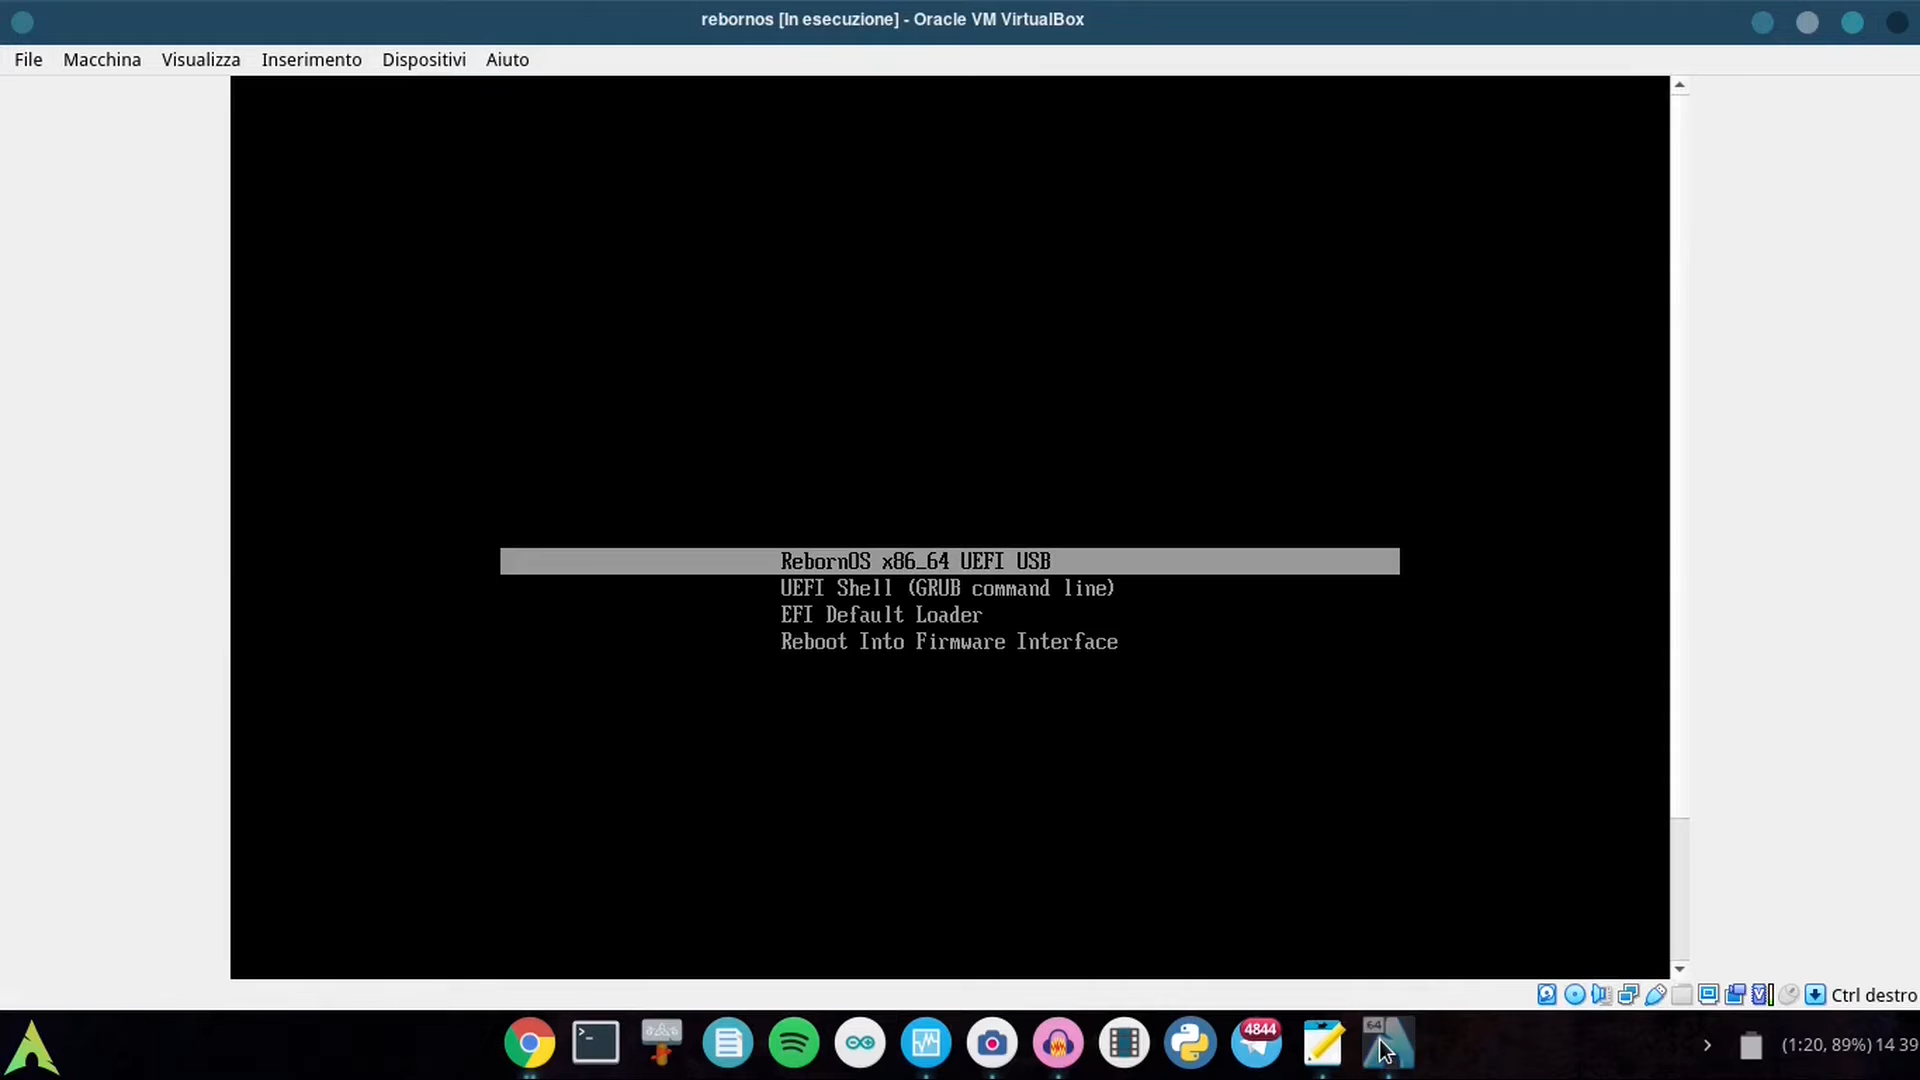 rebornos [In esecuzione] - Oracle VM VirtualBox
File Macchina Visualizza Inserimento Dispositivi Aiuto
RebornOS x86_64 UEFI USB
UEFI Shell (GRUB command line)
EFI Default Loader
Reboot Into Firmware Interface
Ctrl destro
4844
64
(1:20, 89%) 14 39